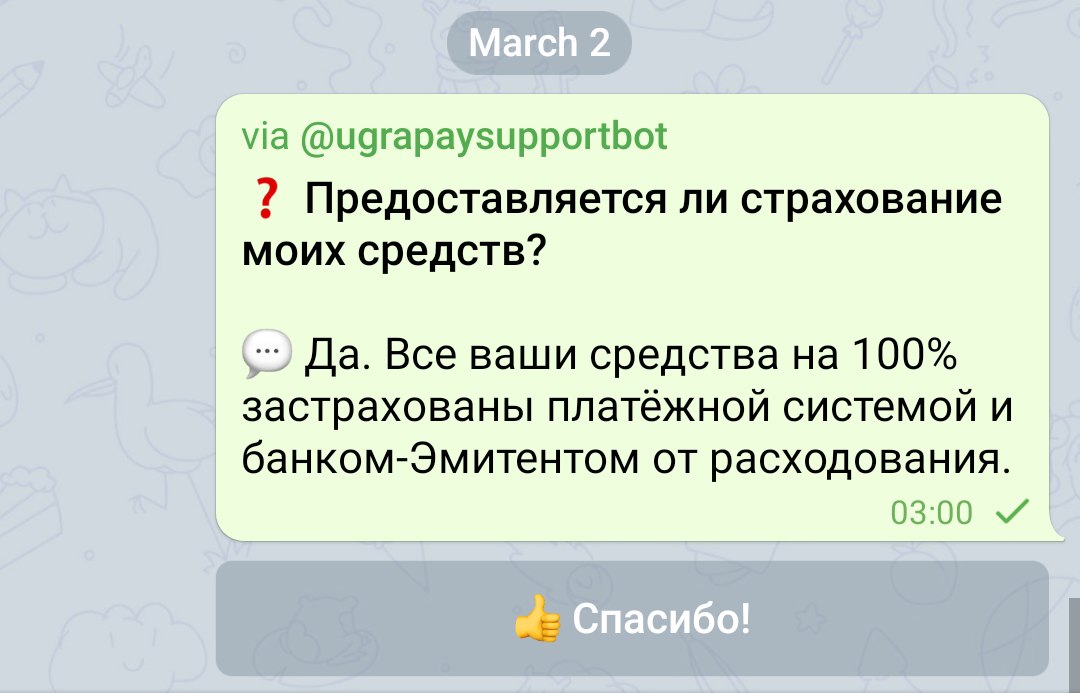 March 2
via @ugrapaysupportbot
❓ Предоставляется ли страхование
моих средств?
💬 Да. Все ваши средства на 100%
застрахованы платёжной системой и
банком-Эмитентом от расходования.
03:00
👍 Спасибо!